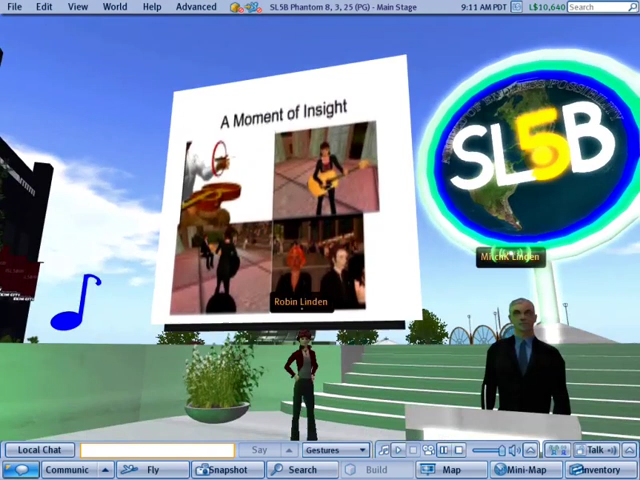 File Edit View World Help Advanced SL5B Phantom 8, 3, 25 (PG) - Main Stage 9:11 AM PDT L$10,640 Search
A Moment of Insight
SL5B
Mitchk Linden
Robin Linden
Local Chat Say Gestures Talk
Communic Fly Snapshot Search Build Map Mini-Map Inventory